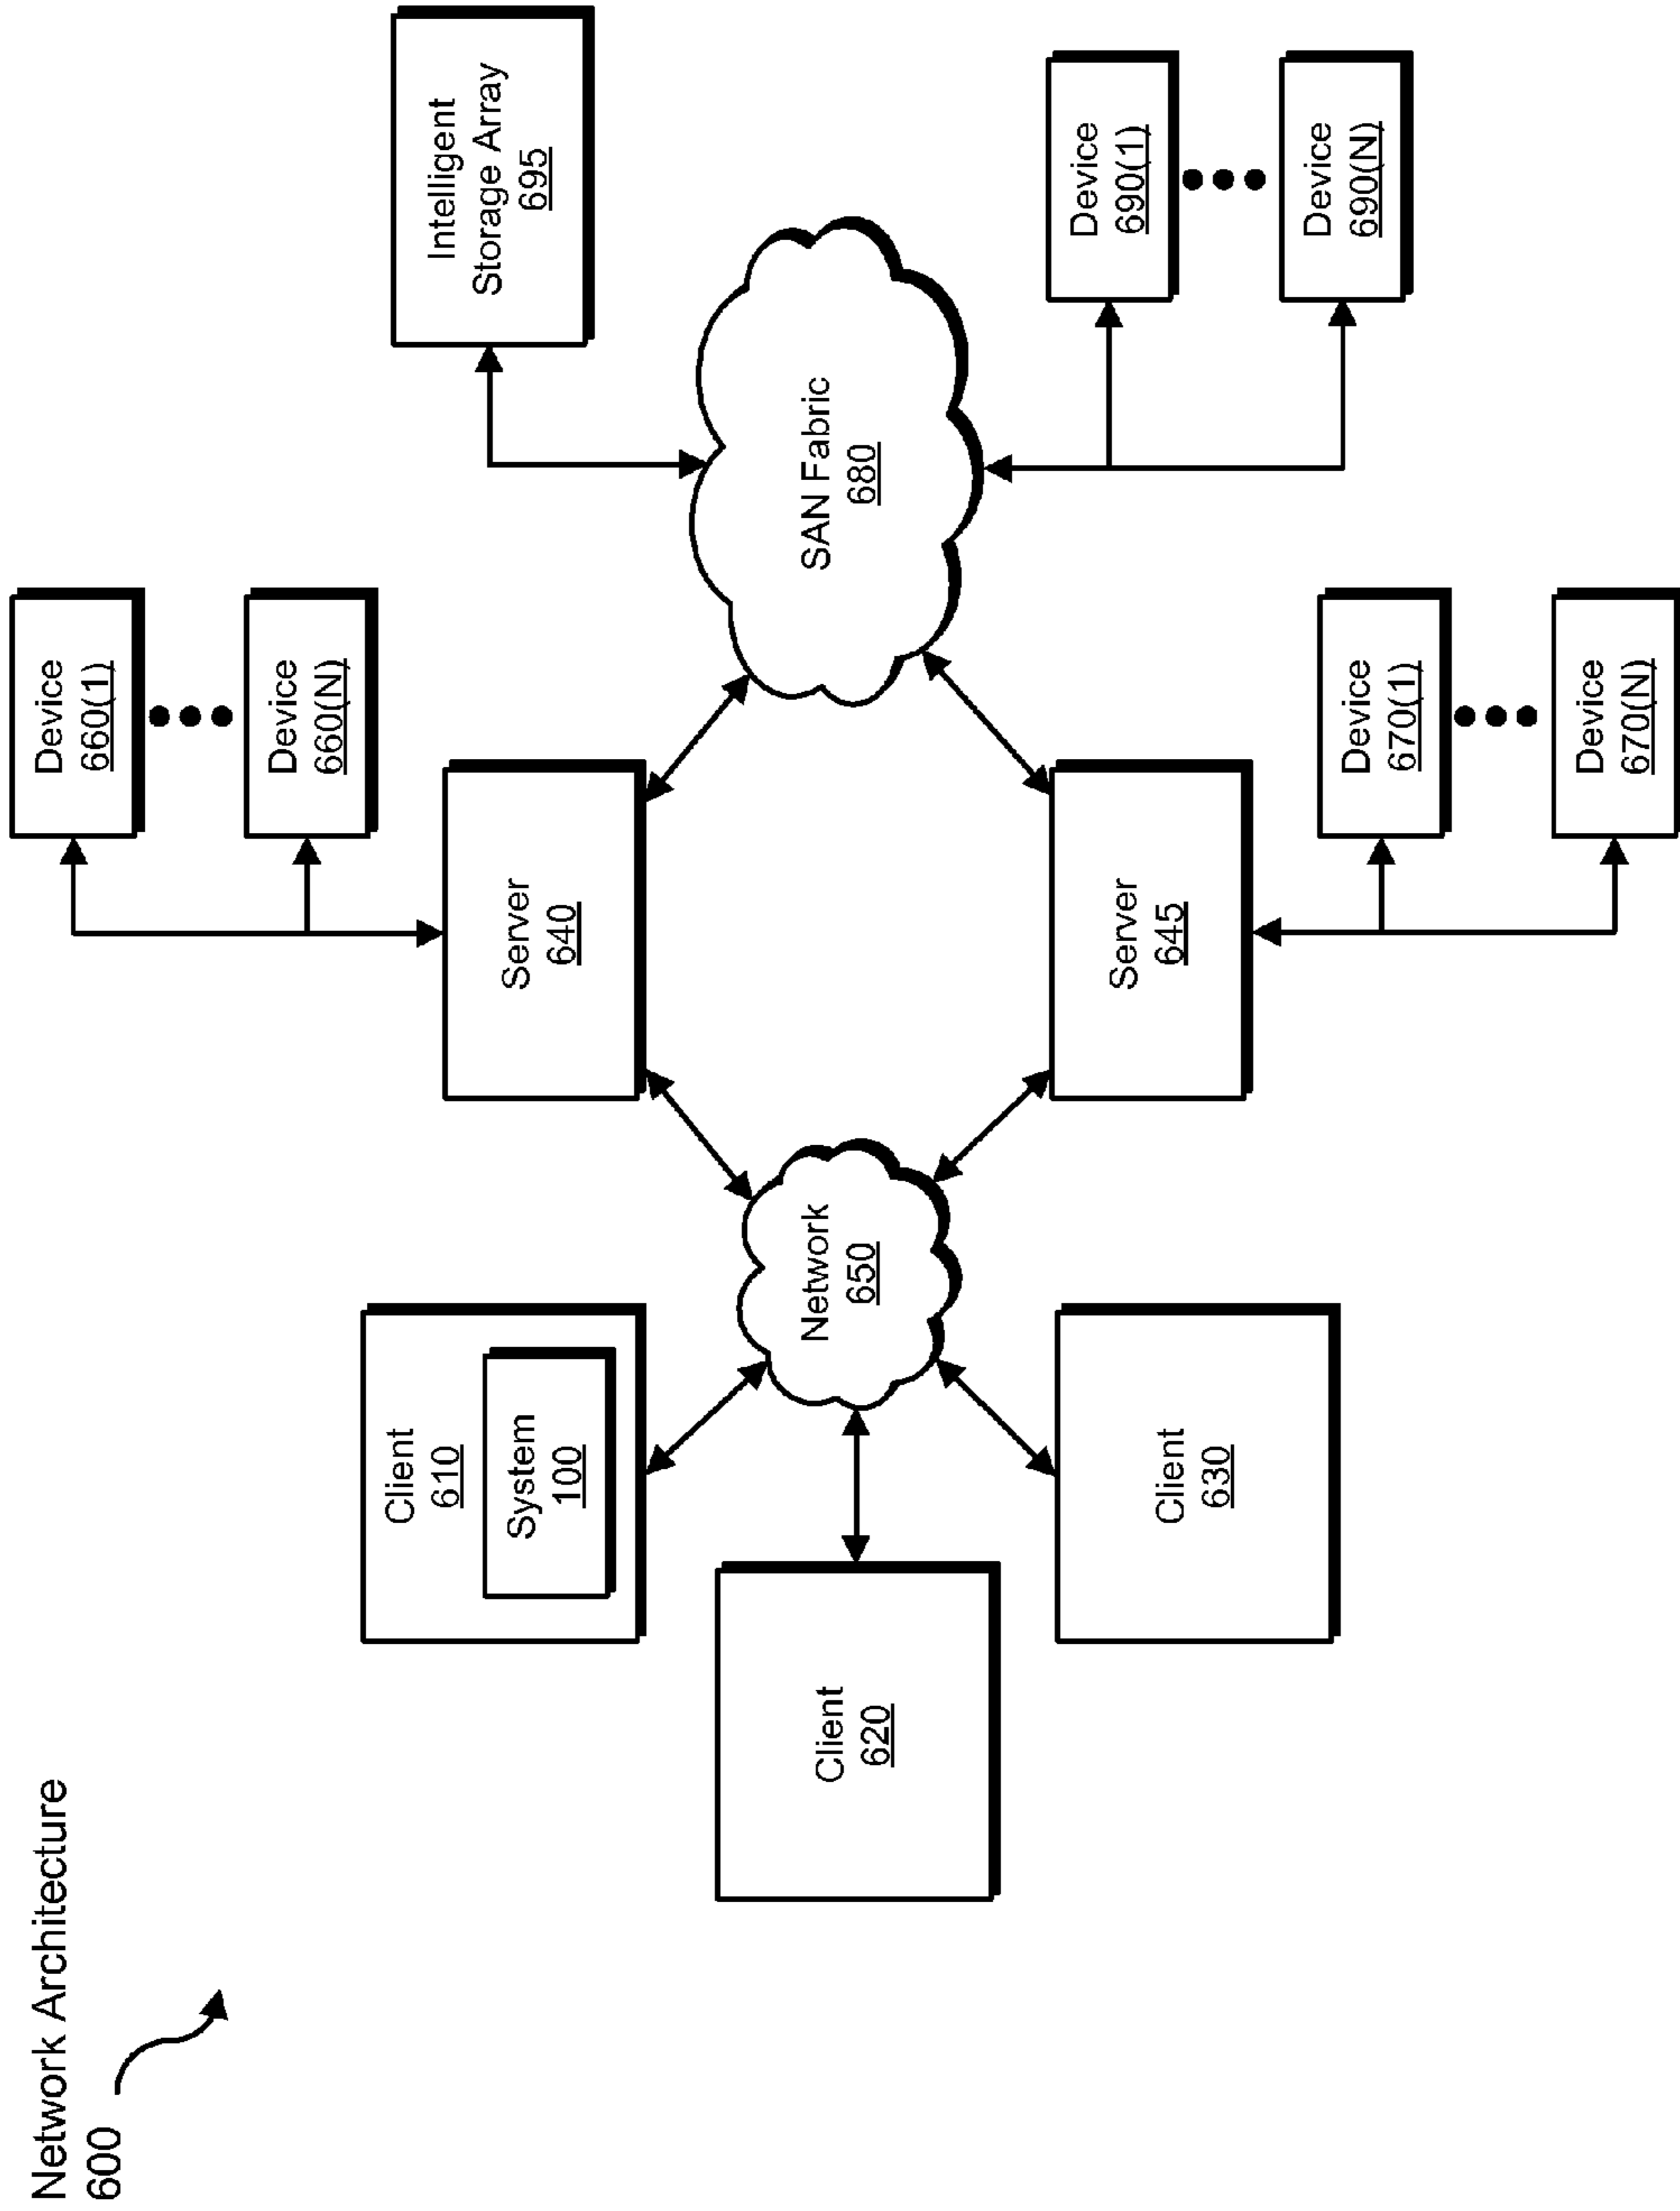 Network Architecture
600
Client
610
System
100
Client
620
Client
630
Network
650
Server
640
Server
645
Device
660(1)
Device
660(N)
Device
670(1)
Device
670(N)
SAN Fabric
680
Intelligent
Storage Array
695
Device
690(1)
Device
690(N)